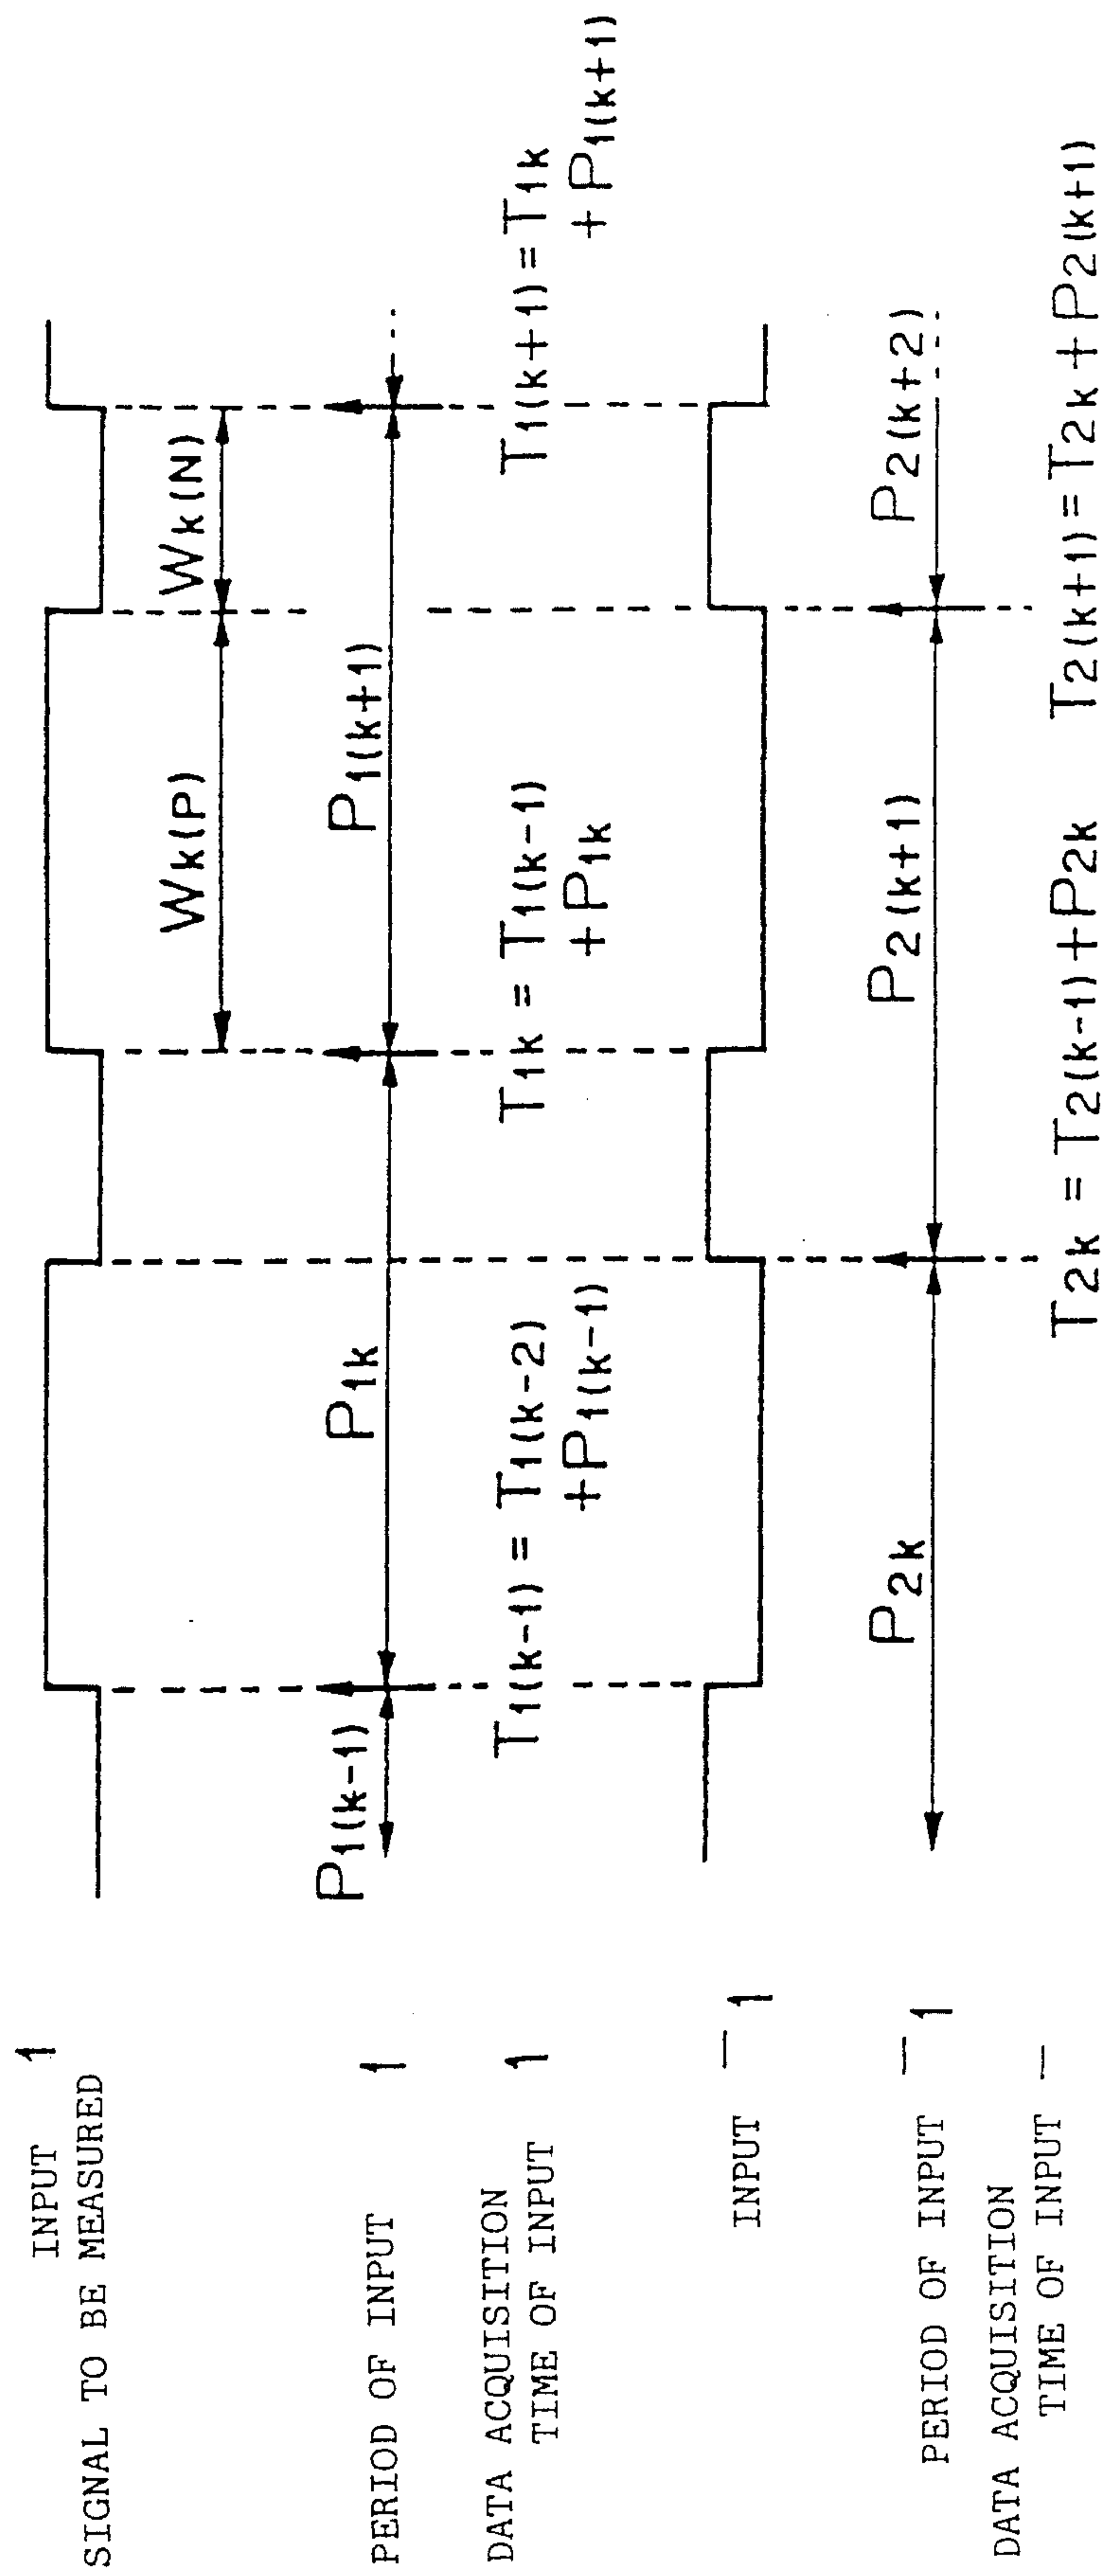 INPUT 1
SIGNAL TO BE MEASURED
Wk(P) Wk(N)
PERIOD OF INPUT 1
P1(k-1) P1k P1(k+1)
DATA ACQUISITION
TIME OF INPUT 1
T1(k-1) = T1(k-2)
+P1(k-1)
T1k = T1(k-1)
+P1k
T1(k+1) = T1k
+P1(k+1)
INPUT –1
PERIOD OF INPUT –1
P2k P2(k+1) P2(k+2)
DATA ACQUISITION
TIME OF INPUT –
T2k = T2(k-1)+P2k T2(k+1) = T2k+P2(k+1)